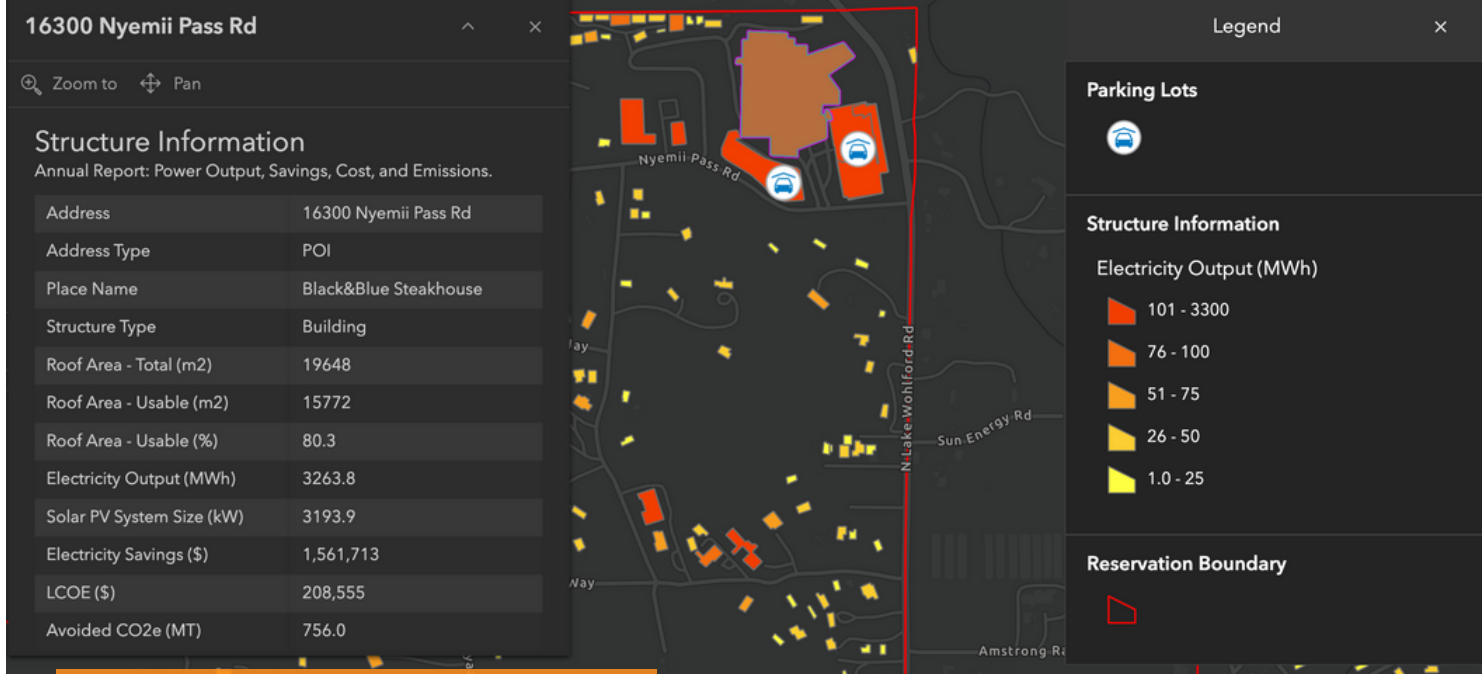 16300 Nyemii Pass Rd
Zoom to Pan
Structure Information
Annual Report: Power Output, Savings, Cost, and Emissions.
Address 16300 Nyemii Pass Rd
Address Type POI
Place Name Black&Blue Steakhouse
Structure Type Building
Roof Area - Total (m2) 19648
Roof Area - Usable (m2) 15772
Roof Area - Usable (%) 80.3
Electricity Output (MWh) 3263.8
Solar PV System Size (kW) 3193.9
Electricity Savings ($) 1,561,713
LCOE ($) 208,555
Avoided CO2e (MT) 756.0
Nyemii Pass Rd
N Lake Wohlford Rd
Sun Energy Rd
Way
Amstrong
Legend
Parking Lots
Structure Information
Electricity Output (MWh)
101 - 3300
76 - 100
51 - 75
26 - 50
1.0 - 25
Reservation Boundary